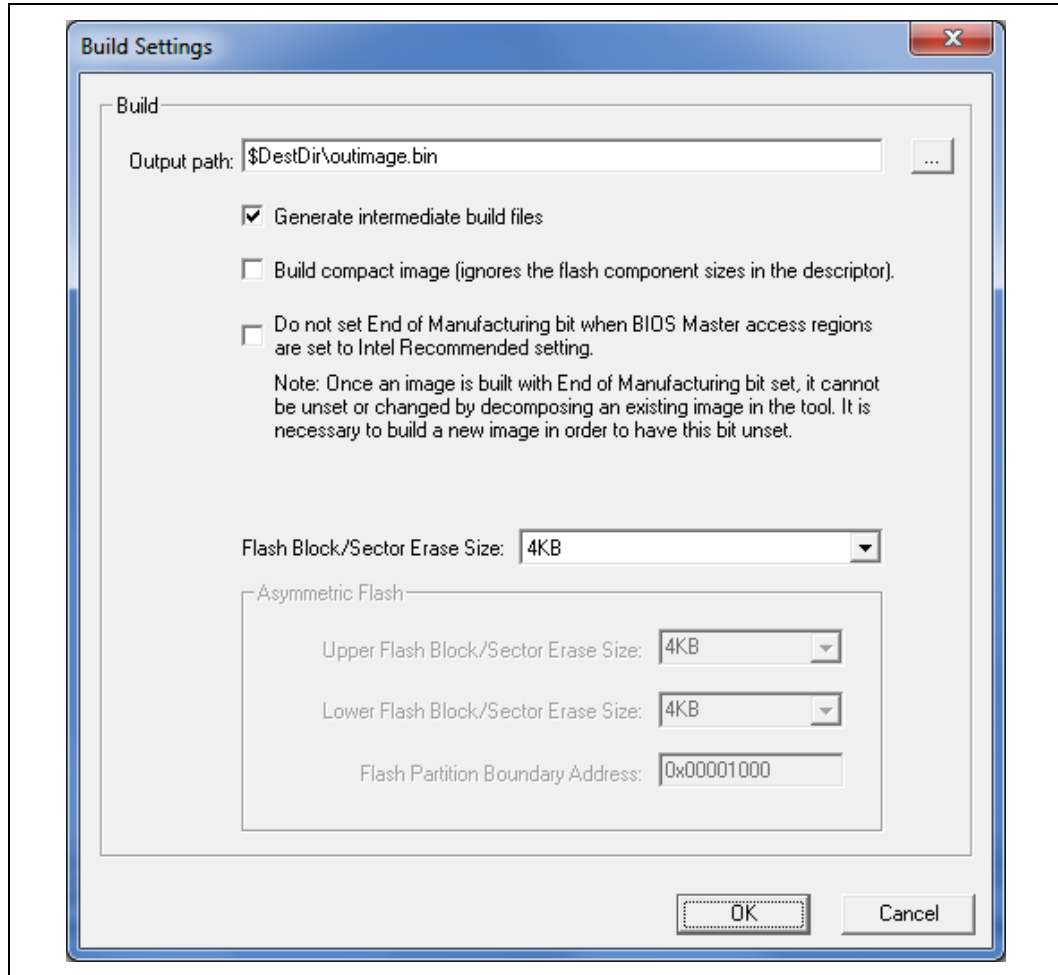 Build Settings
Build
Output path: $DestDir\outimage.bin ...
Generate intermediate build files
Build compact image (ignores the flash component sizes in the descriptor).
Do not set End of Manufacturing bit when BIOS Master access regions
are set to Intel Recommended setting.
Note: Once an image is built with End of Manufacturing bit set, it cannot
be unset or changed by decomposing an existing image in the tool. It is
necessary to build a new image in order to have this bit unset.
Flash Block/Sector Erase Size: 4KB
Asymmetric Flash
Upper Flash Block/Sector Erase Size: 4KB
Lower Flash Block/Sector Erase Size: 4KB
Flash Partition Boundary Address: 0x00001000
OK Cancel